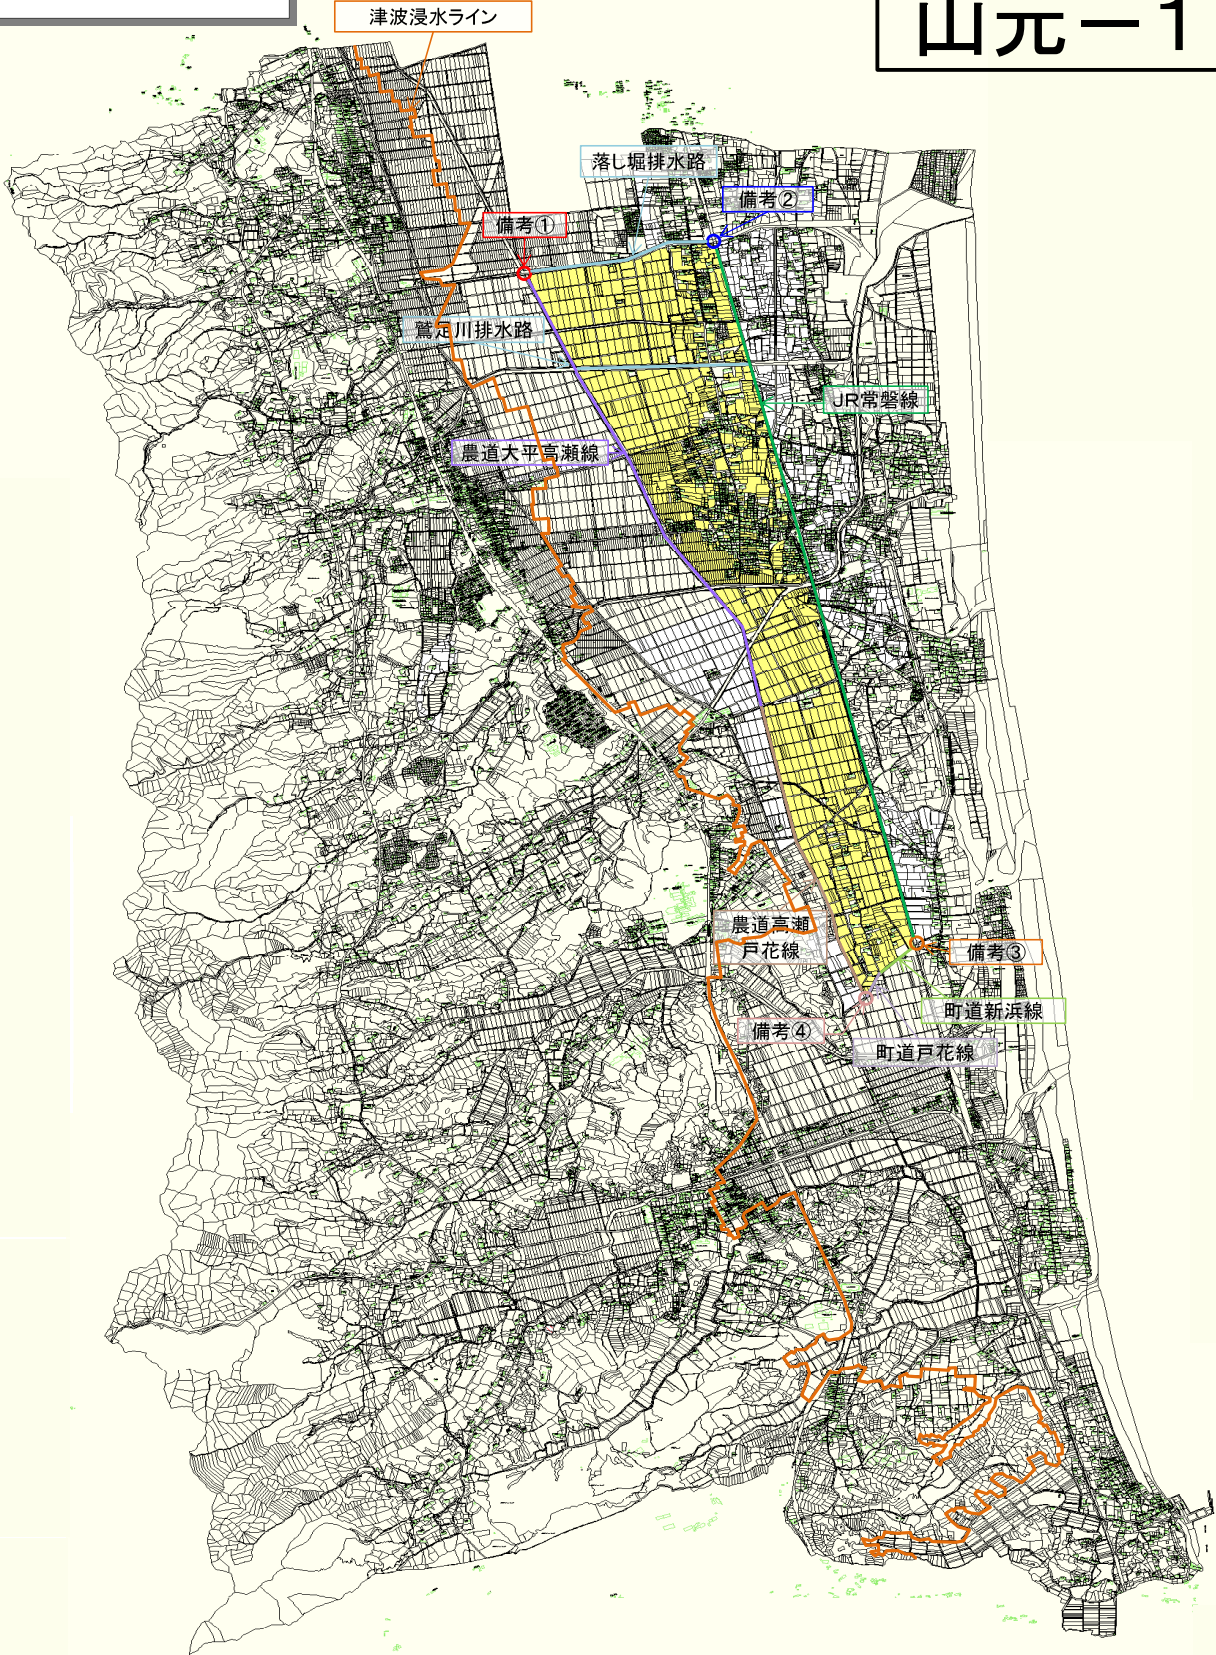 津波浸水ライン
山元－1
落し堀排水路
備考②
備考①
鷲足川排水路
JR常磐線
農道大平高瀬線
農道高瀬
戸花線
備考③
町道新浜線
備考④
町道戸花線